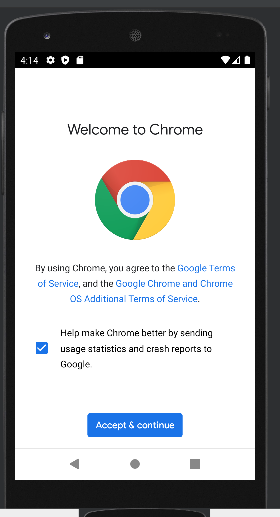 4:14
Welcome to Chrome
By using Chrome, you agree to the Google Terms
of Service, and the Google Chrome and Chrome
OS Additional Terms of Service.
Help make Chrome better by sending
usage statistics and crash reports to
Google.
Accept & continue